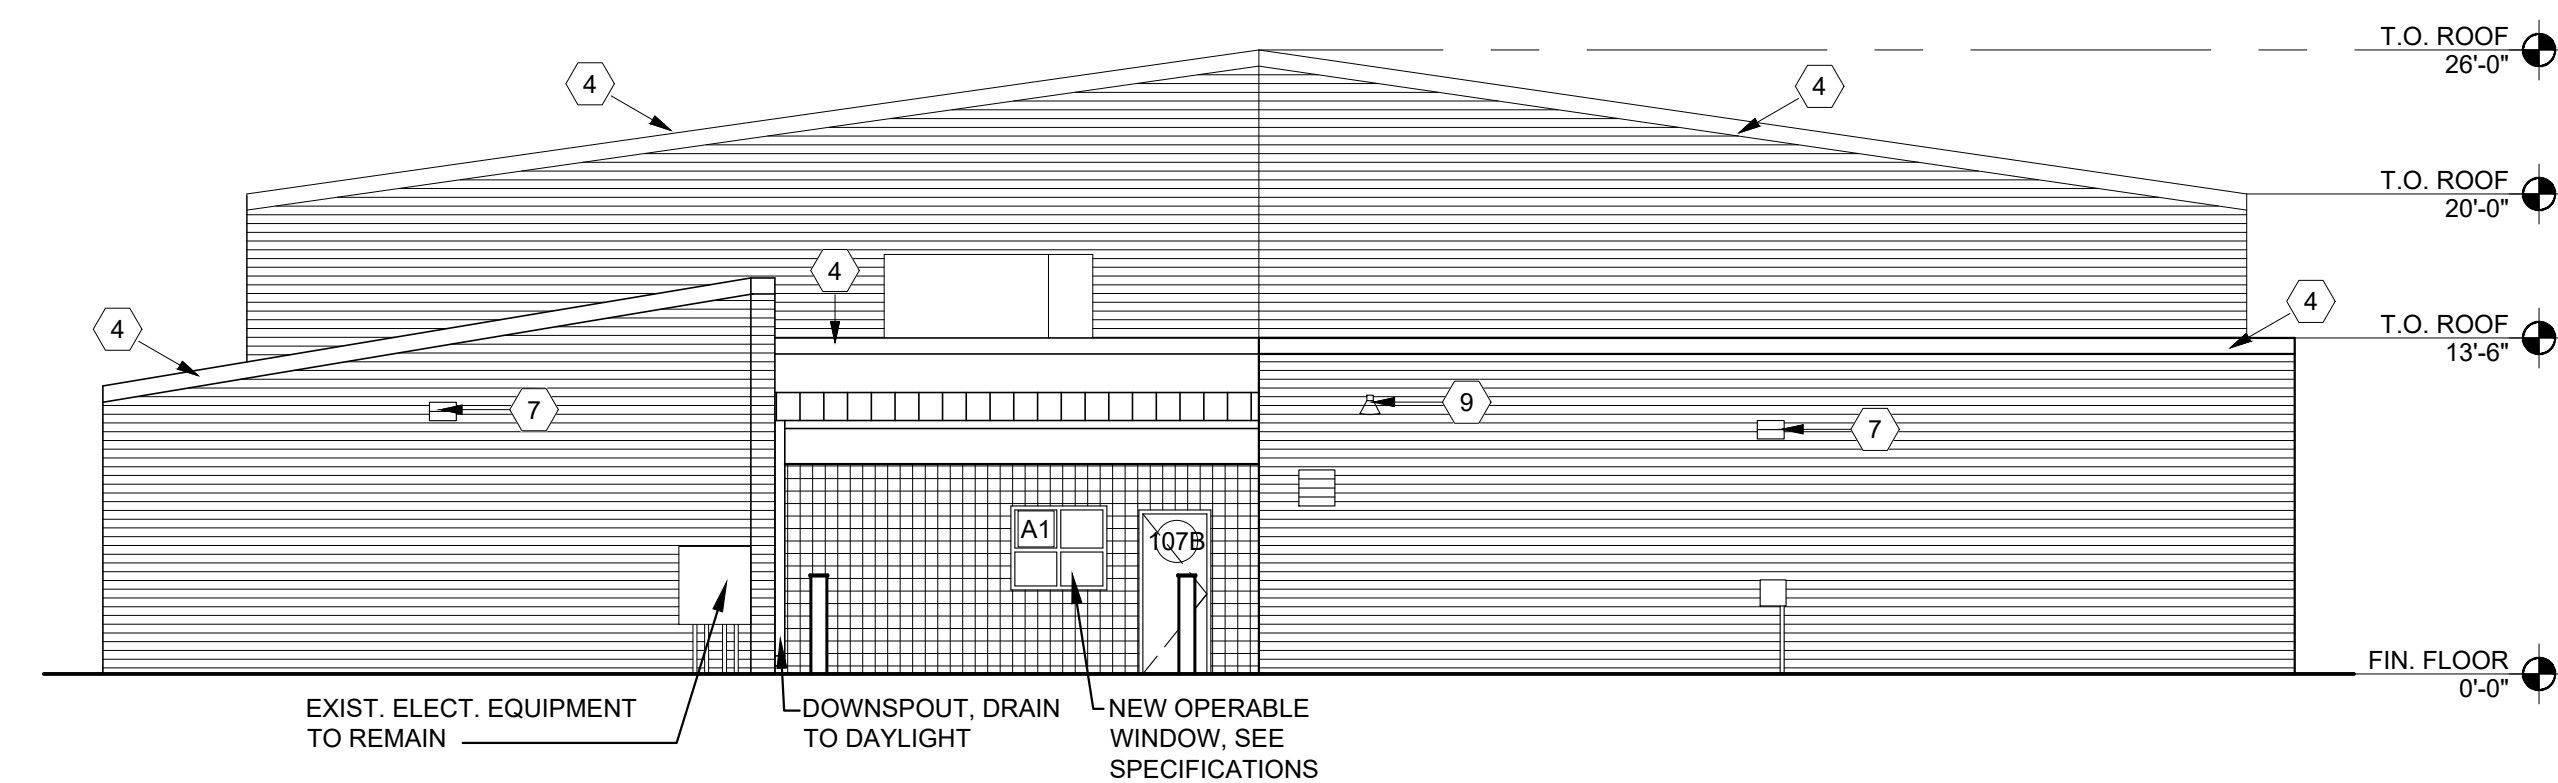 T.O. ROOF
26'-0"
4
4
T.O. ROOF
20'-0"
4
4
4
T.O. ROOF
13'-6"
7
9
7
A1
107B
FIN. FLOOR
0'-0"
EXIST. ELECT. EQUIPMENT
TO REMAIN
DOWNSPOUT, DRAIN
TO DAYLIGHT
NEW OPERABLE
WINDOW, SEE
SPECIFICATIONS